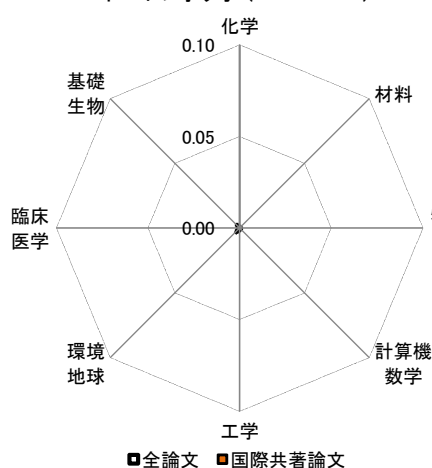 化学
0.10
基礎
生物
材料
0.05
臨床
医学
0.00
環境
地球
計算機
数学
工学
全論文 国際共著論文